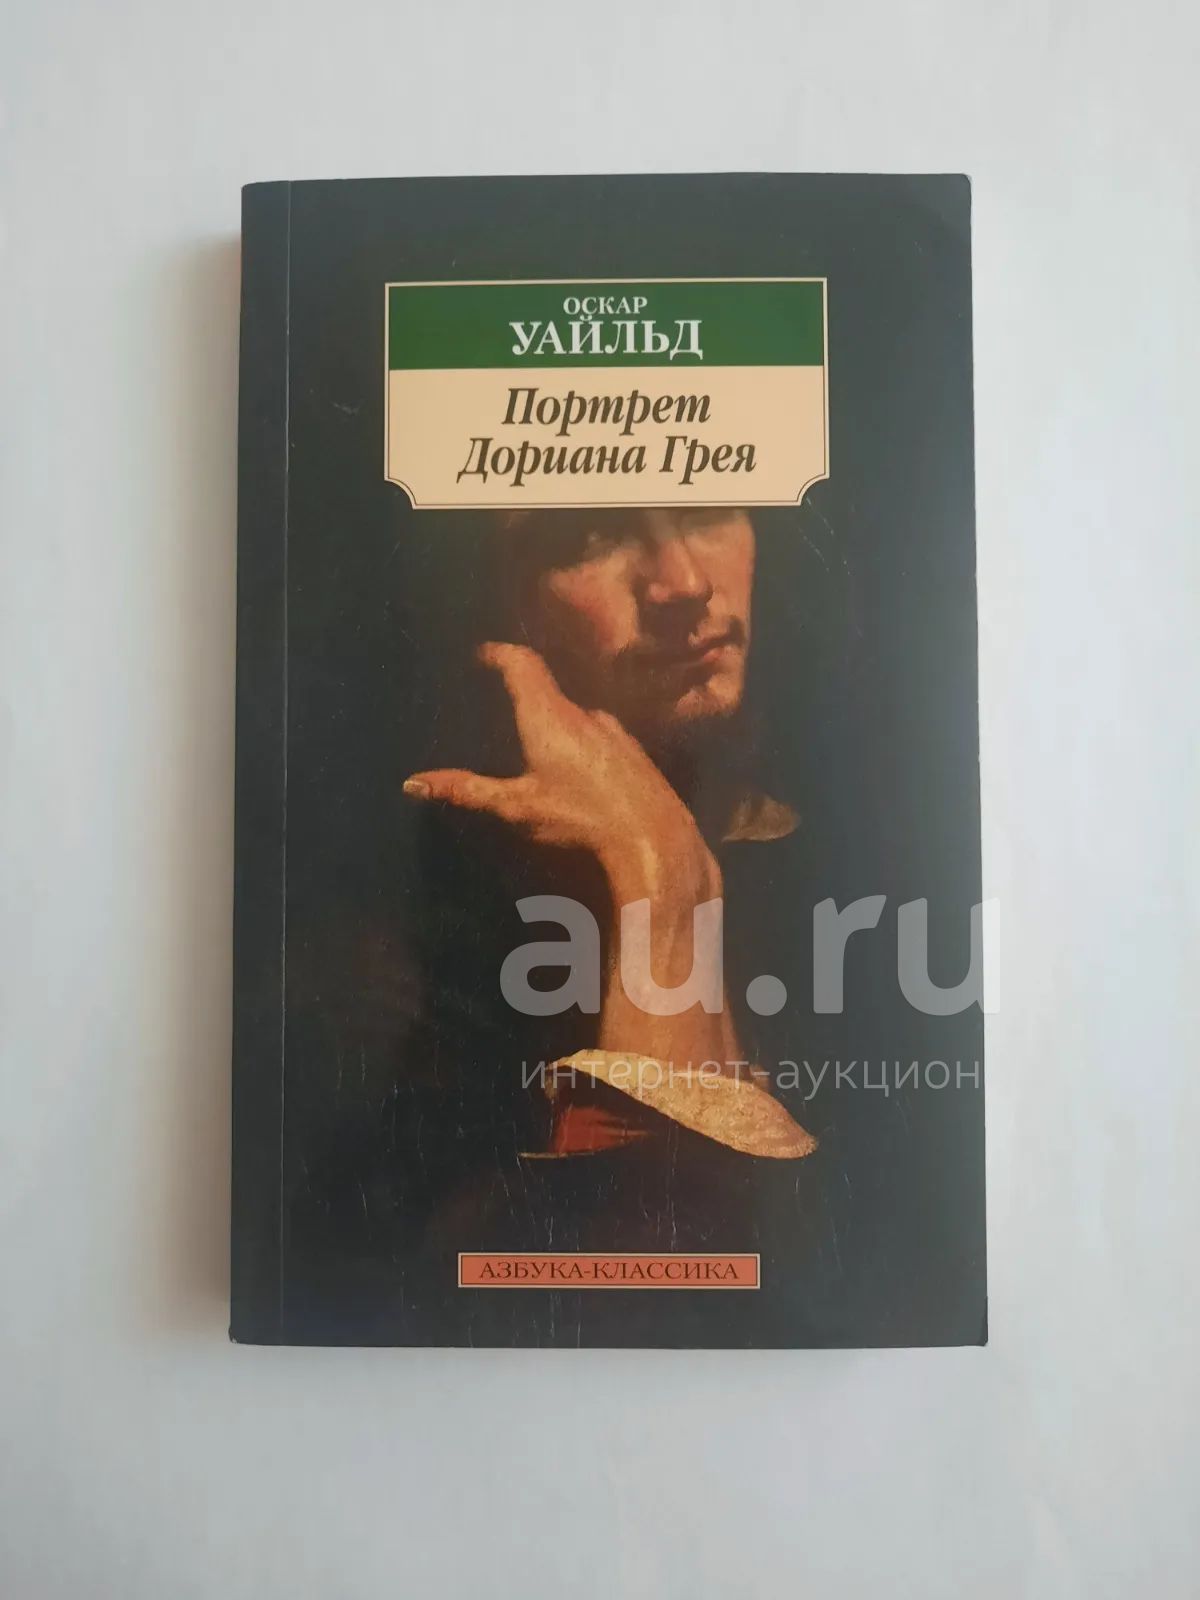 ОСКАР
УАЙЛЬД
Портрет
Дориана Грея
au.ru
интернет-аукцион
АЗБУКА-КЛАССИКА